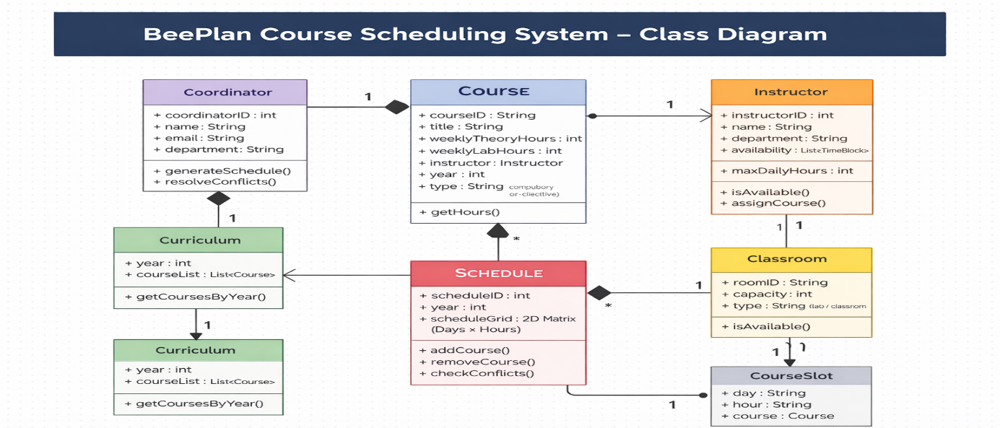 BeePlan Course Scheduling System – Class Diagram
Coordinator
+ coordinatorID : int
+ name : String
+ email : String
+ department : String
+ generateSchedule()
+ resolveConflicts()
1
1
Course
+ courseID : String
+ title : String
+ weeklyTheoryHours : int
+ weeklyLabHours : int
+ instructor : Instructor
+ year : int
+ type : String compubory
or-cliecttive)
+ getHours()
1
*
Instructor
+ instructorID : int
+ name : String
+ department : String
+ availability : List<TimeBlock>
+ maxDailyHours : int
+ isAvailable()
+ assignCourse()
1 1
Curriculum
+ year : int
+ courseList : List<Course>
+ getCoursesByYear()
1
Curriculum
+ year : int
+ courseList : List<Course>
+ getCoursesByYear()
SCHEDULE
+ scheduleID : int
+ year : int
+ scheduleGrid : 2D Matrix
(Days × Hours)
+ addCourse()
+ removeCourse()
+ checkConflicts()
1
*
1
Classroom
+ roomID : String
+ capacity : int
+ type : String (lab / classrom
+ isAvailable()
1
CourseSlot
+ day : String
+ hour : String
+ course : Course